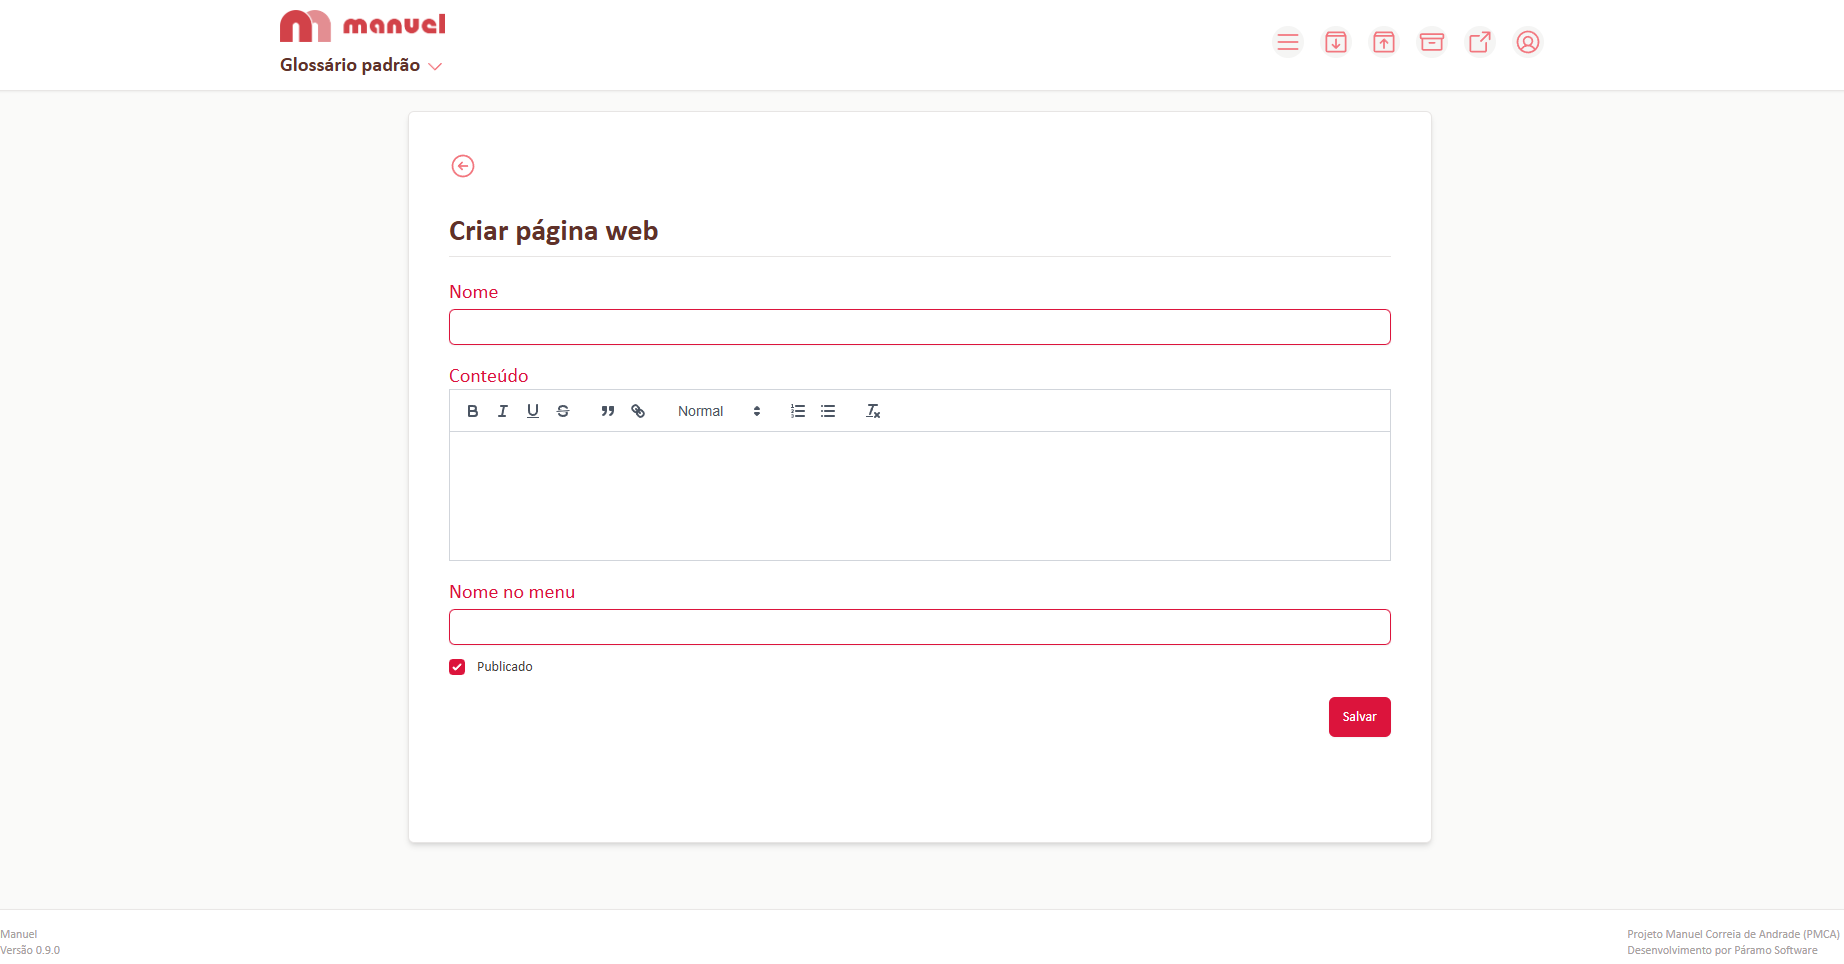 manuel
Glossário padrão
Criar página web
Nome
Conteúdo
Normal
Nome no menu
Publicado
Salvar
Manuel
Versão 0.9.0
Projeto Manuel Correia de Andrade (PMCA)
Desenvolvimento por Páramo Software